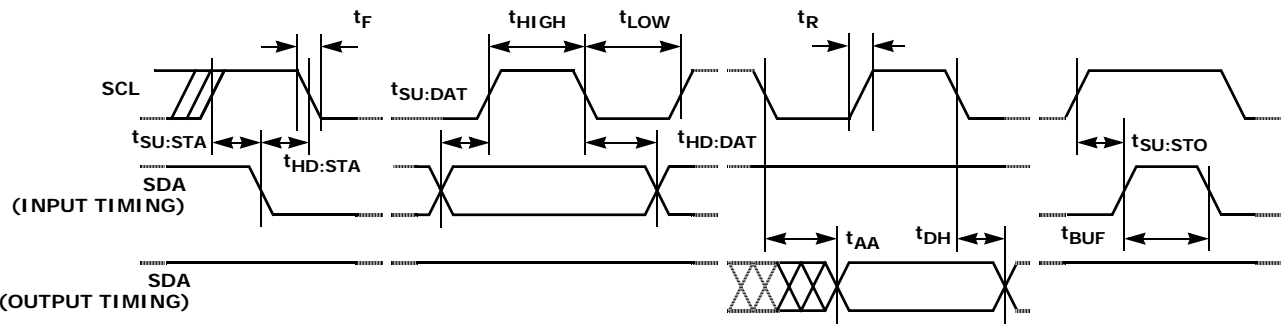 tF
tHIGH
tLOW
tR
SCL
tSU:DAT
tSU:STA
tHD:STA
tHD:DAT
tSU:STO
SDA
(INPUT TIMING)
tAA
tDH
tBUF
SDA
(OUTPUT TIMING)